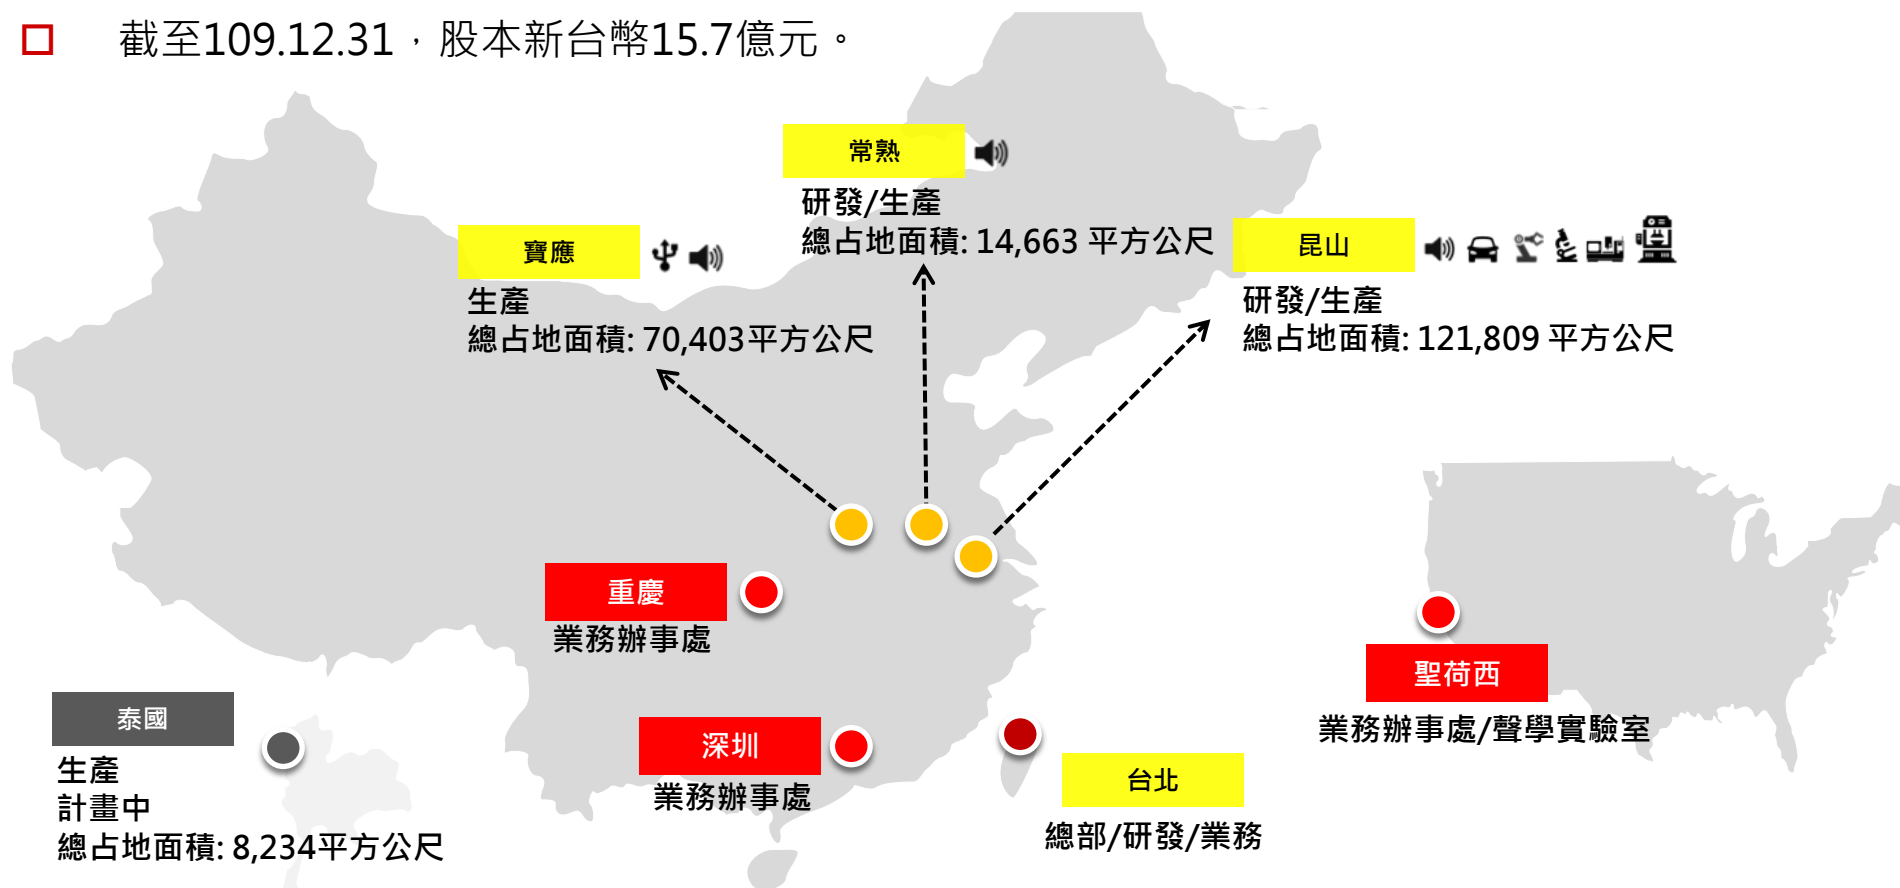 截至109.12.31，股本新台幣15.7億元。
常熟
研發/生產
總占地面積: 14,663 平方公尺
寶應
生產
總占地面積: 70,403平方公尺
昆山
研發/生產
總占地面積: 121,809 平方公尺
重慶
業務辦事處
聖荷西
業務辦事處/聲學實驗室
泰國
生產
計畫中
總占地面積: 8,234平方公尺
深圳
業務辦事處
台北
總部/研發/業務